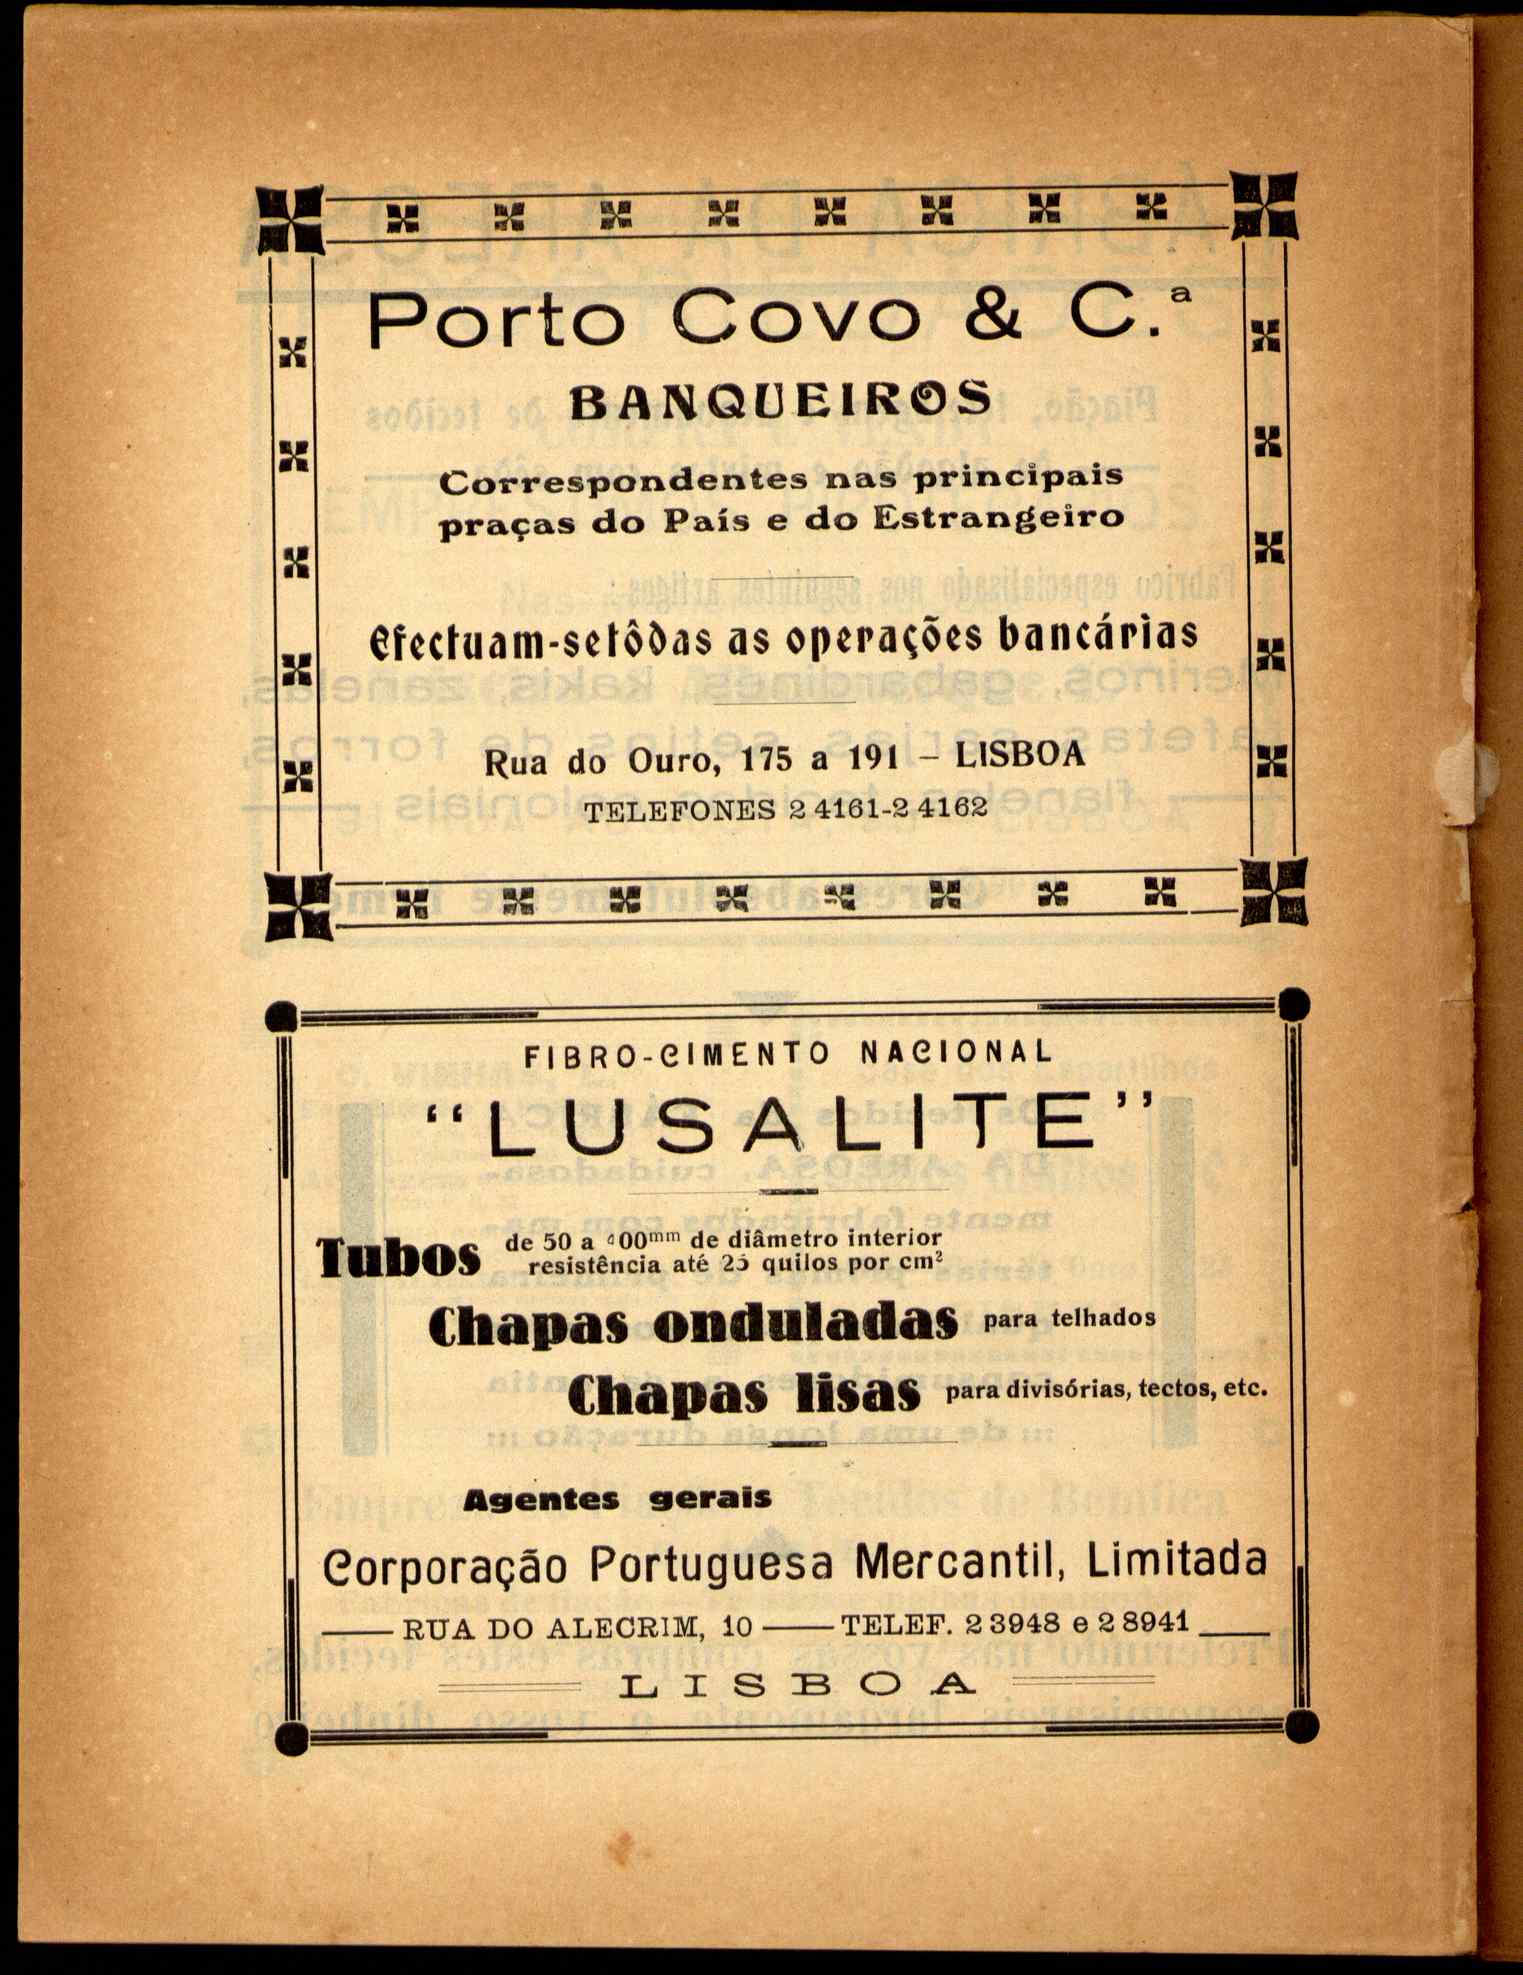 Porto Covo & C.ª
BANQUEIROS
Correspondentes nas principais
praças do País e do Estrangeiro
Efectuam-setôdas as operações bancárias
Rua do Ouro, 175 a 191 – LISBOA
TELEFONES 2 4161-2 4162
FIBRO-CIMENTO NACIONAL
"LUSALITE"
Tubos de 50 a 400mm de diâmetro interior
resistência até 25 quilos por cm²
Chapas onduladas para telhados
Chapas lisas para divisórias, tectos, etc.
Agentes gerais
Corporação Portuguesa Mercantil, Limitada
RUA DO ALECRIM, 10 — TELEF. 2 3948 e 2 8941
LISBOA